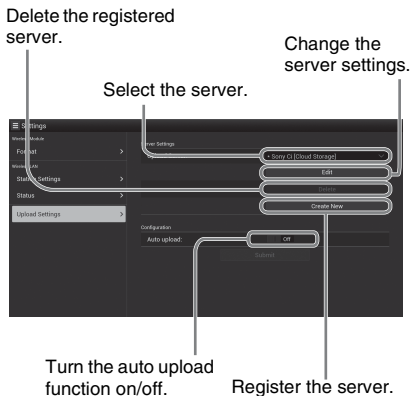 Delete the registered
server.
Change the
server settings.
Select the server.
Settings
Wireless Module
Format
Wireless LAN
Station Settings
Status
Upload Settings
Server Settings
• Sony Ci [Cloud Storage]
Edit
Delete
Create New
Configuration
Auto upload:
Off
Submit
Turn the auto upload
function on/off.
Register the server.